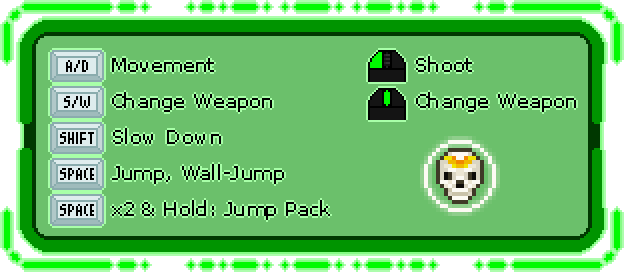 A/D Movement
S/W Change Weapon
SHIFT Slow Down
SPACE Jump, Wall-Jump
SPACE x2 & Hold: Jump Pack
Shoot
Change Weapon